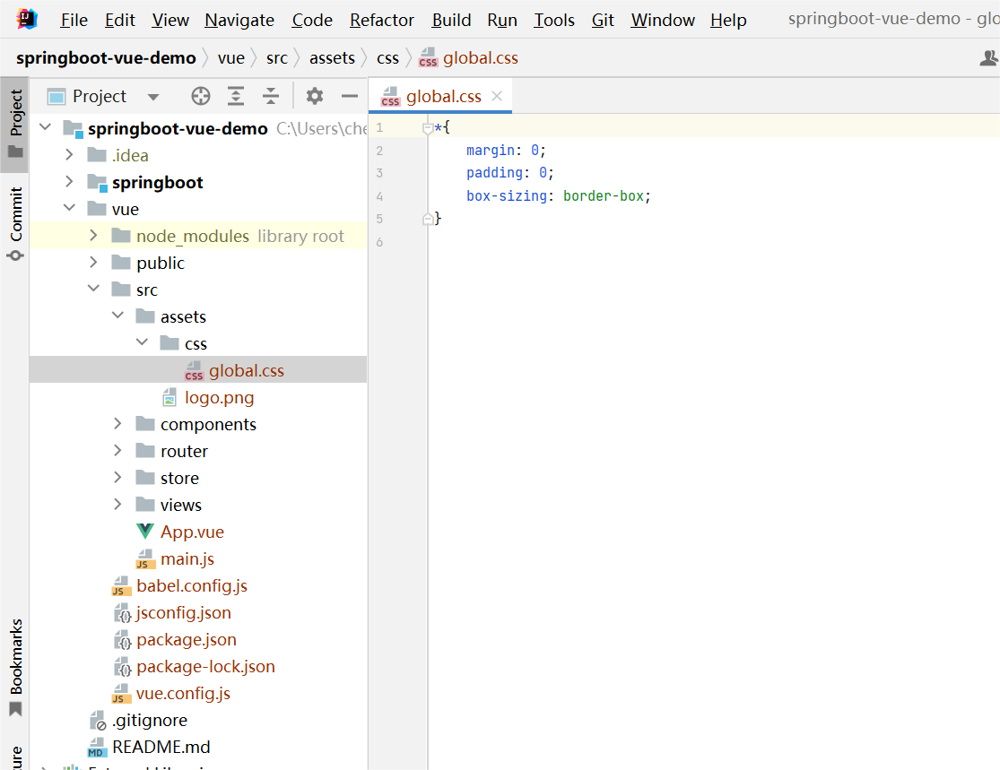 File Edit View Navigate Code Refactor Build Run Tools Git Window Help springboot-vue-demo - glo
springboot-vue-demo vue src assets css global.css
Project
Commit
Bookmarks
Project
springboot-vue-demo C:\Users\che
.idea
springboot
vue
node_modules library root
public
src
assets
css
global.css
logo.png
components
router
store
views
App.vue
main.js
babel.config.js
jsconfig.json
package.json
package-lock.json
vue.config.js
.gitignore
README.md
global.css
1 *{
2 margin: 0;
3 padding: 0;
4 box-sizing: border-box;
5 }
6